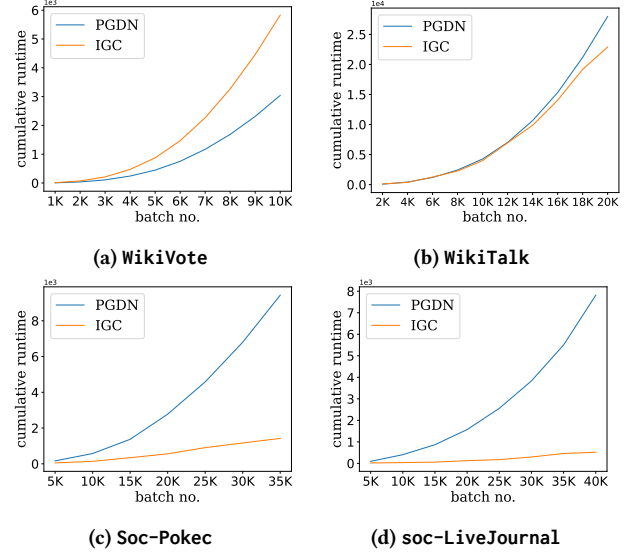 1e3
6
5
4
3
2
1
0
cumulative runtime
PGDN
IGC
1K 2K 3K 4K 5K 6K 7K 8K 9K 10K
batch no.
(a) WikiVote
1e4
2.5
2.0
1.5
1.0
0.5
0.0
cumulative runtime
PGDN
IGC
2K 4K 6K 8K 10K 12K 14K 16K 18K 20K
batch no.
(b) WikiTalk
1e3
8
6
4
2
0
cumulative runtime
PGDN
IGC
5K 10K 15K 20K 25K 30K 35K
batch no.
(c) Soc-Pokec
1e3
8
7
6
5
4
3
2
1
0
cumulative runtime
PGDN
IGC
5K 10K 15K 20K 25K 30K 35K 40K
batch no.
(d) soc-LiveJournal